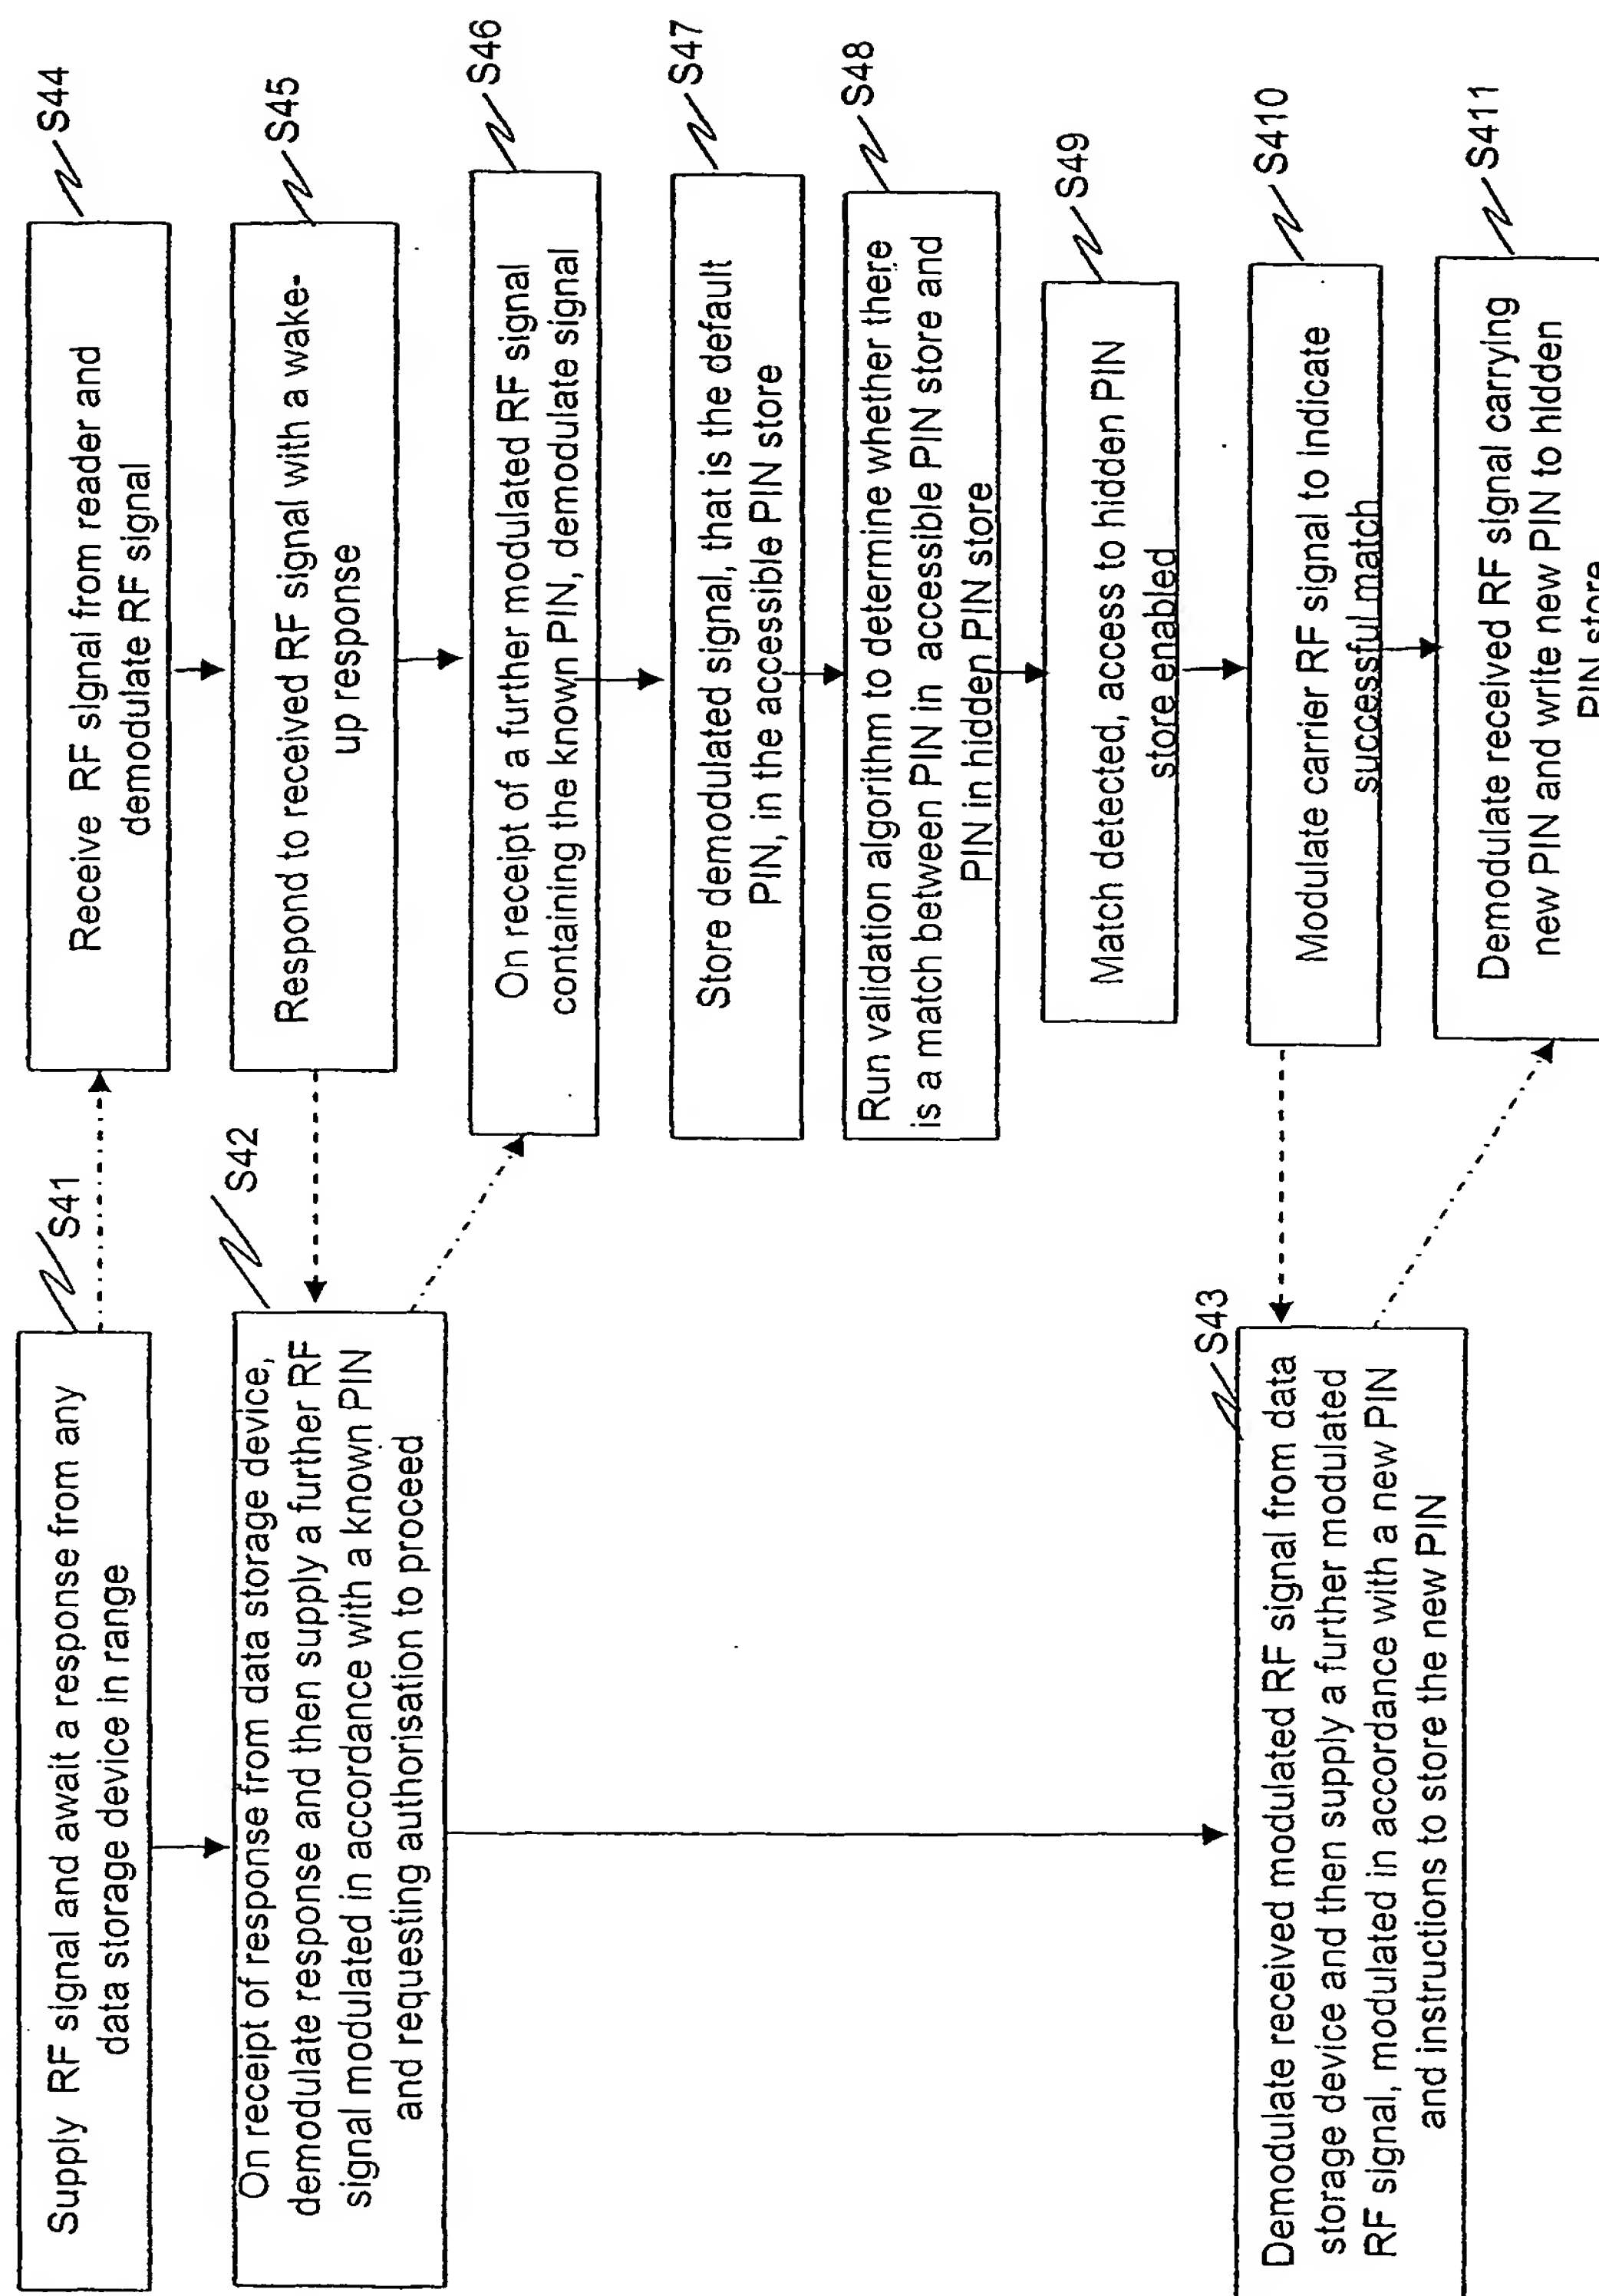 S41
Supply RF signal and await a response from any
data storage device in range
S42
On receipt of response from data storage device,
demodulate response and then supply a further RF
signal modulated in accordance with a known PIN
and requesting authorisation to proceed
S43
Demodulate received modulated RF signal from data
storage device and then supply a further modulated
RF signal, modulated in accordance with a new PIN
and instructions to store the new PIN
S44
Receive RF signal from reader and
demodulate RF signal
S45
Respond to received RF signal with a wake-
up response
S46
On receipt of a further modulated RF signal
containing the known PIN, demodulate signal
S47
Store demodulated signal, that is the default
PIN, in the accessible PIN store
S48
Run validation algorithm to determine whether there
is a match between PIN in accessible PIN store and
PIN in hidden PIN store
S49
Match detected, access to hidden PIN
store enabled
S410
Modulate carrier RF signal to indicate
successful match
S411
Demodulate received RF signal carrying
new PIN and write new PIN to hidden
PIN store